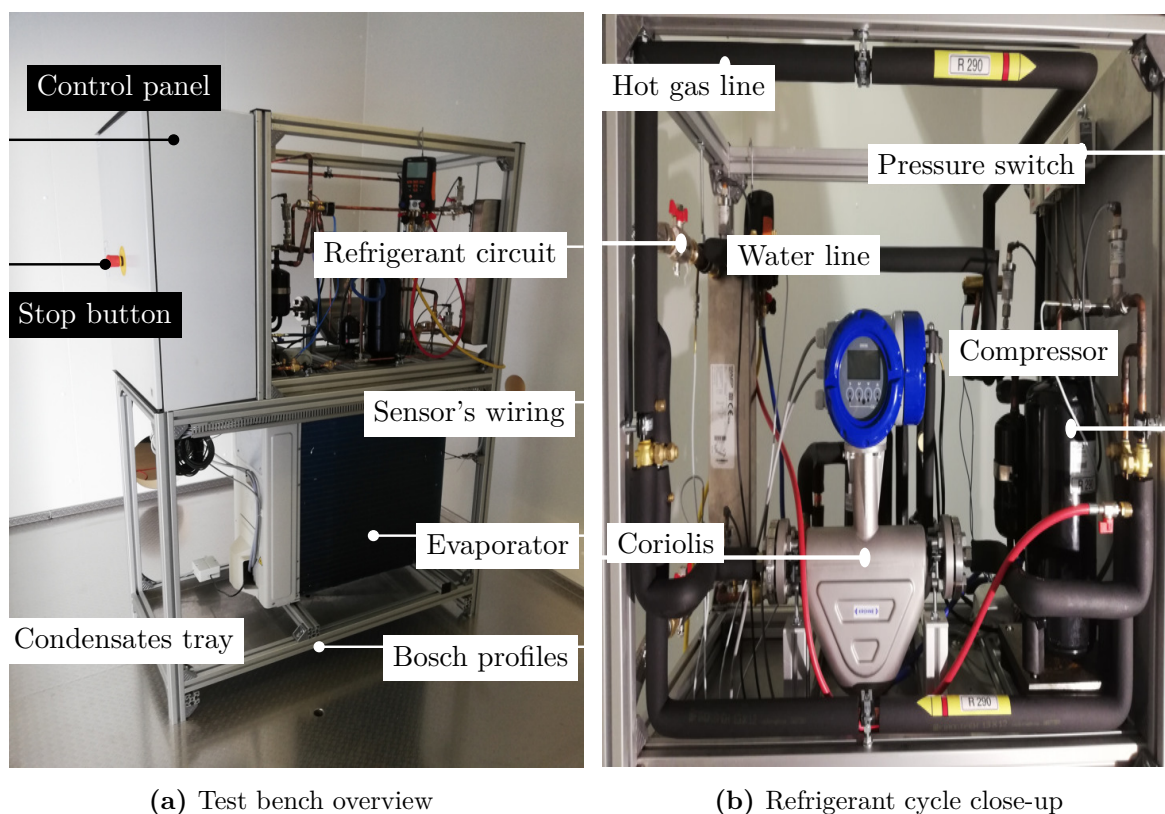 Control panel
Stop button
Refrigerant circuit
Sensor's wiring
Evaporator
Condensates tray
Bosch profiles
(a) Test bench overview
Hot gas line
R 290
Pressure switch
Water line
Compressor
Coriolis
R 290
(b) Refrigerant cycle close-up